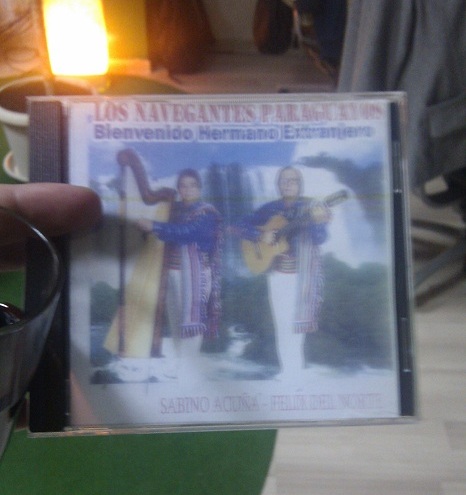 LOS NAVEGANTES PARAGUAYOS
Bienvenido Hermano Extranjero
SABINO ACUÑA - FELIX DEL NORTE